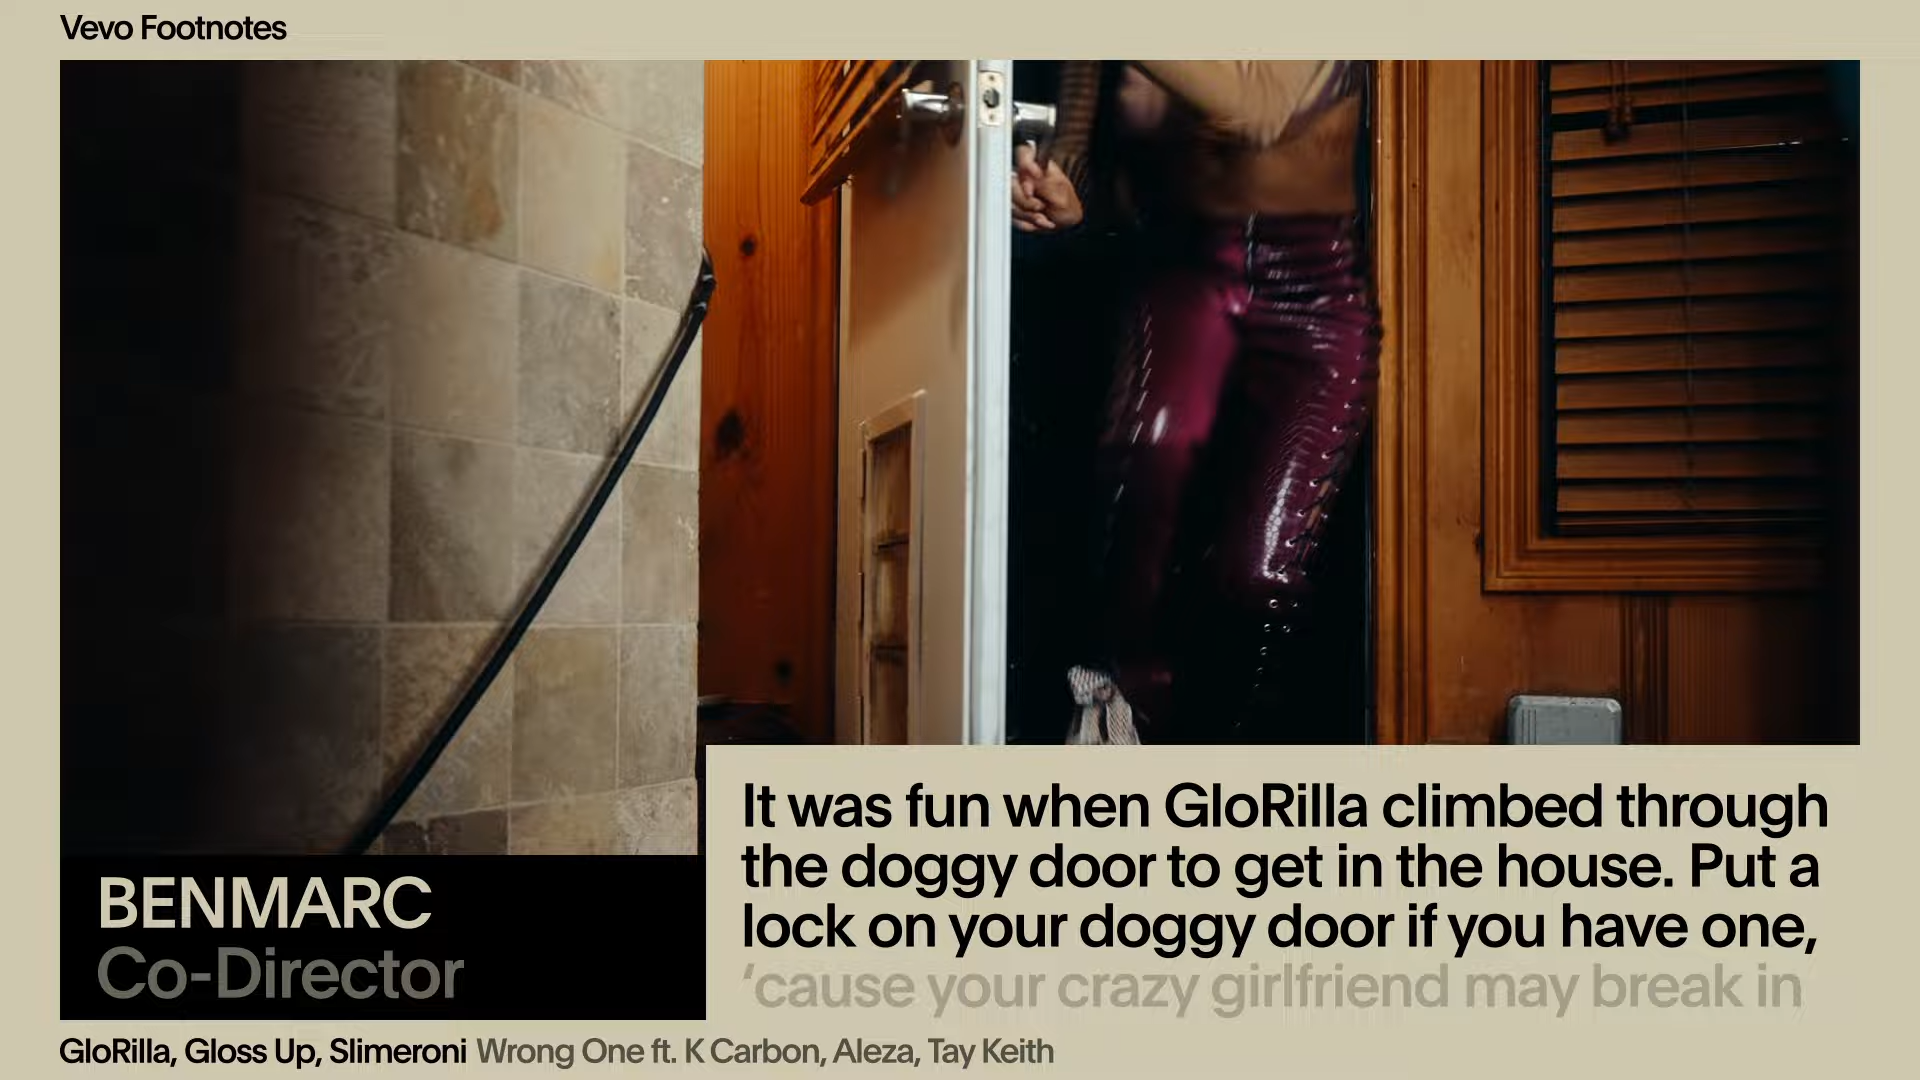 Vevo Footnotes
BENMARC
Co-Director
It was fun when GloRilla climbed through
the doggy door to get in the house. Put a
lock on your doggy door if you have one,
‘cause your crazy girlfriend may break in
GloRilla, Gloss Up, Slimeroni Wrong One ft. K Carbon, Aleza, Tay Keith